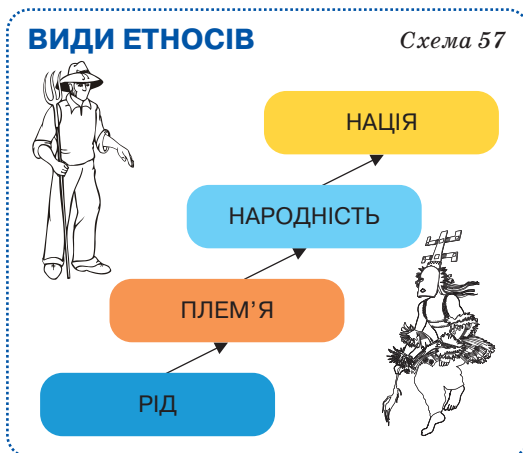 ВИДИ ЕТНОСІВ
Схема 57
НАЦІЯ
НАРОДНІСТЬ
ПЛЕМ’Я
РІД